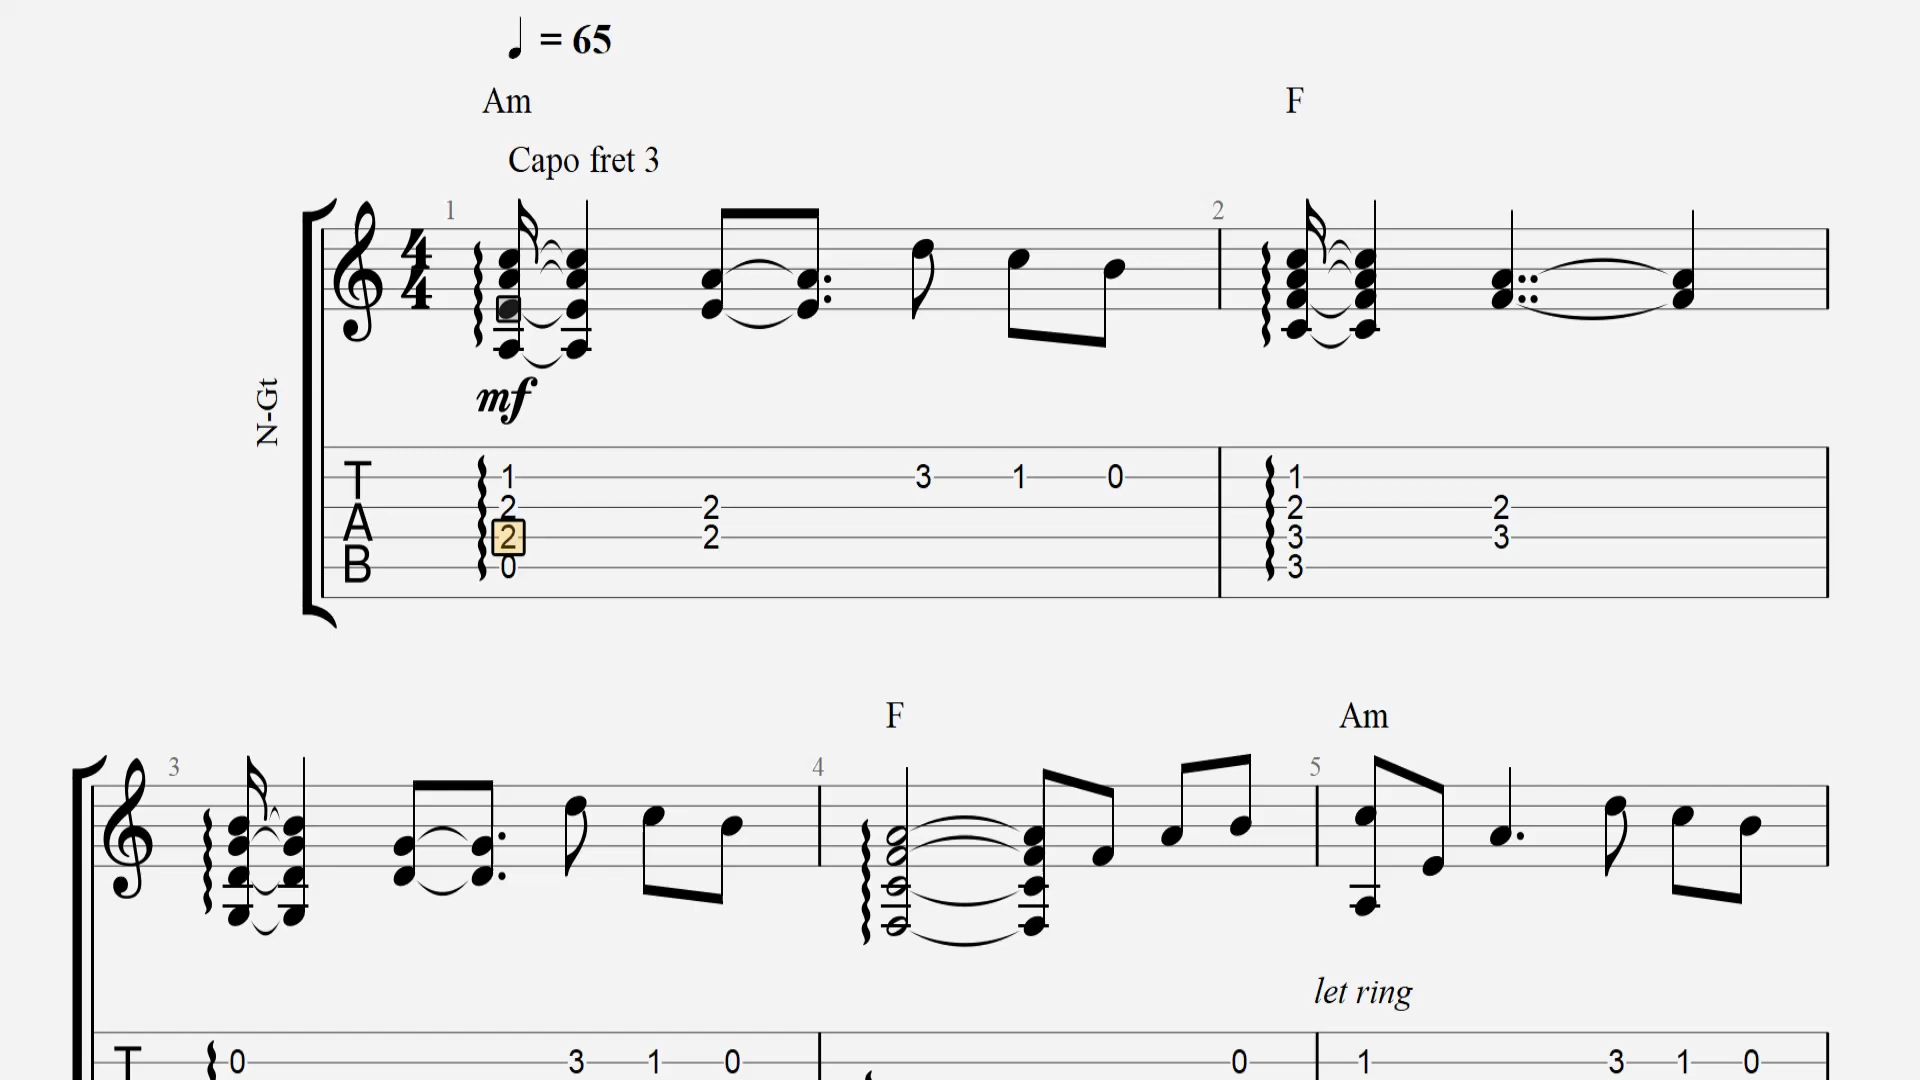 ♩ = 65
Am F
Capo fret 3
1 2
4
4
mf
N-Gt
T 1 3 1 0 1
2 2 2 2
A 2 2 3 3
B 0 3
F Am
3 4 5
let ring
T 0 3 1 0 0 1 3 1 0